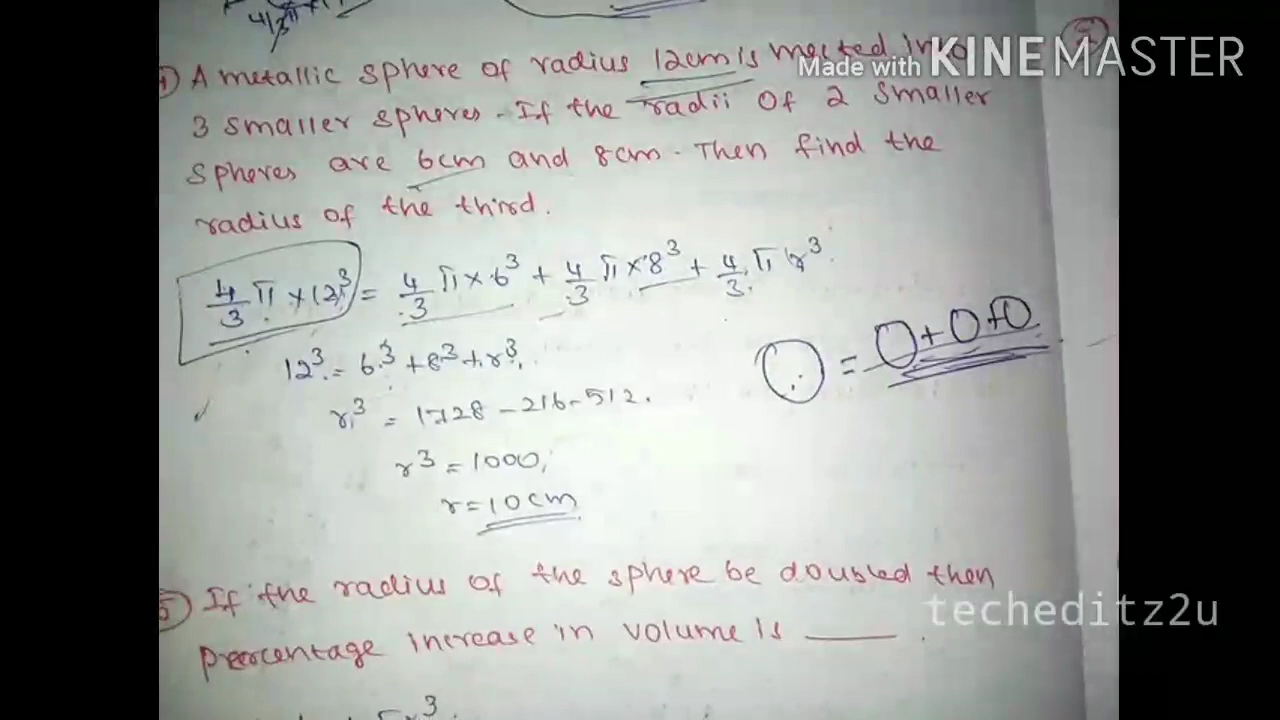 4) A metallic sphere of radius 12cm is melted into
Made with KINEMASTER
3 smaller spheres. If the radii of 2 smaller
spheres are 6cm and 8cm. Then find the
radius of the third.
4/3 π × 12³ = 4/3 π × 6³ + 4/3 π × 8³ + 4/3 π r³.
12³ = 6³ + 8³ + r³.
r³ = 1728 - 216 - 512.
r³ = 1000,
r = 10cm
5) If the radius of the sphere be doubled then
techeditz2u
percentage increase in volume is ____ .